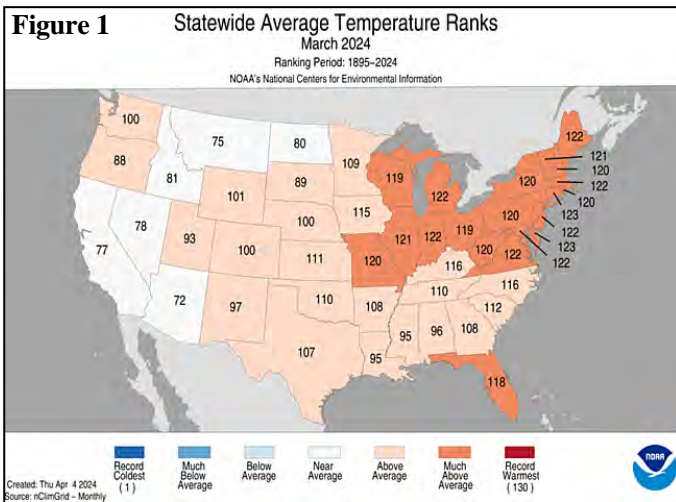 Figure 1
Statewide Average Temperature Ranks
March 2024
Ranking Period: 1895-2024
NOAA's National Centers for Environmental Information
100
75
80
109
122
88
81
89
119
122
120
121
120
122
120
101
115
120
123
122
123
122
77
78
93
100
100
111
120
121
122
119
120
122
116
72
97
110
108
110
116
112
107
95
95
96
108
118
Record
Coldest
(1)
Much
Below
Average
Below
Average
Near
Average
Above
Average
Much
Above
Average
Record
Warmest
(130)
Created: Thu Apr 4 2024
Source: nClimGrid - Monthly
NOAA